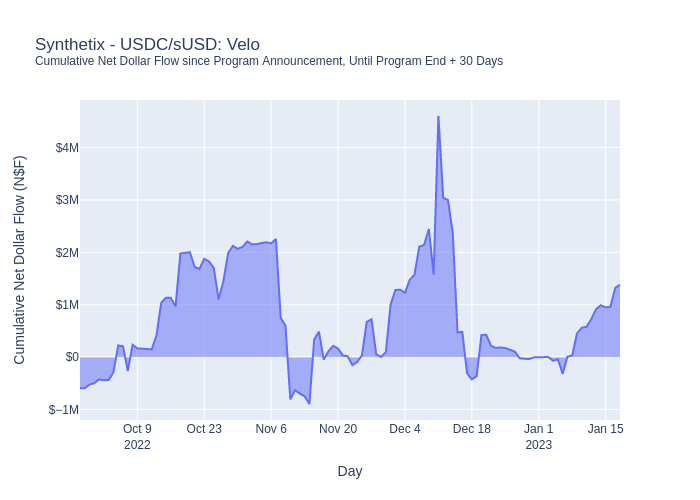 Synthetix - USDC/sUSD: Velo
Cumulative Net Dollar Flow since Program Announcement, Until Program End + 30 Days
Cumulative Net Dollar Flow (N$F)
$4M
$3M
$2M
$1M
$0
$−1M
Oct 9
2022
Oct 23
Nov 6
Nov 20
Dec 4
Dec 18
Jan 1
2023
Jan 15
Day